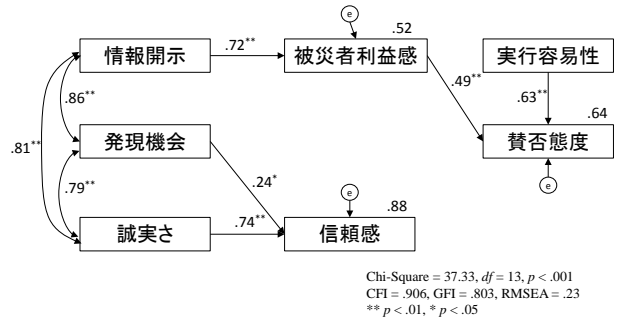 e
.52
情報開示
.72**
被災者利益感
実行容易性
.86**
.49**
.63**
.64
.81**
発現機会
賛否態度
.79**
.24*
e
e
.88
誠実さ
.74**
信頼感
Chi-Square = 37.33, df = 13, p < .001
CFI = .906, GFI = .803, RMSEA = .23
** p < .01, * p < .05